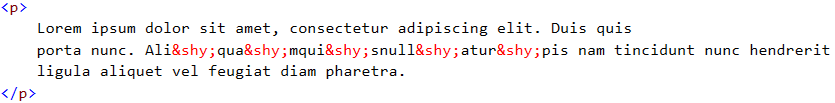 <p>
Lorem ipsum dolor sit amet, consectetur adipiscing elit. Duis quis
porta nunc. Ali&shy;qua&shy;mqui&shy;snull&shy;atur&shy;pis nam tincidunt nunc hendrerit
ligula aliquet vel feugiat diam pharetra.
</p>